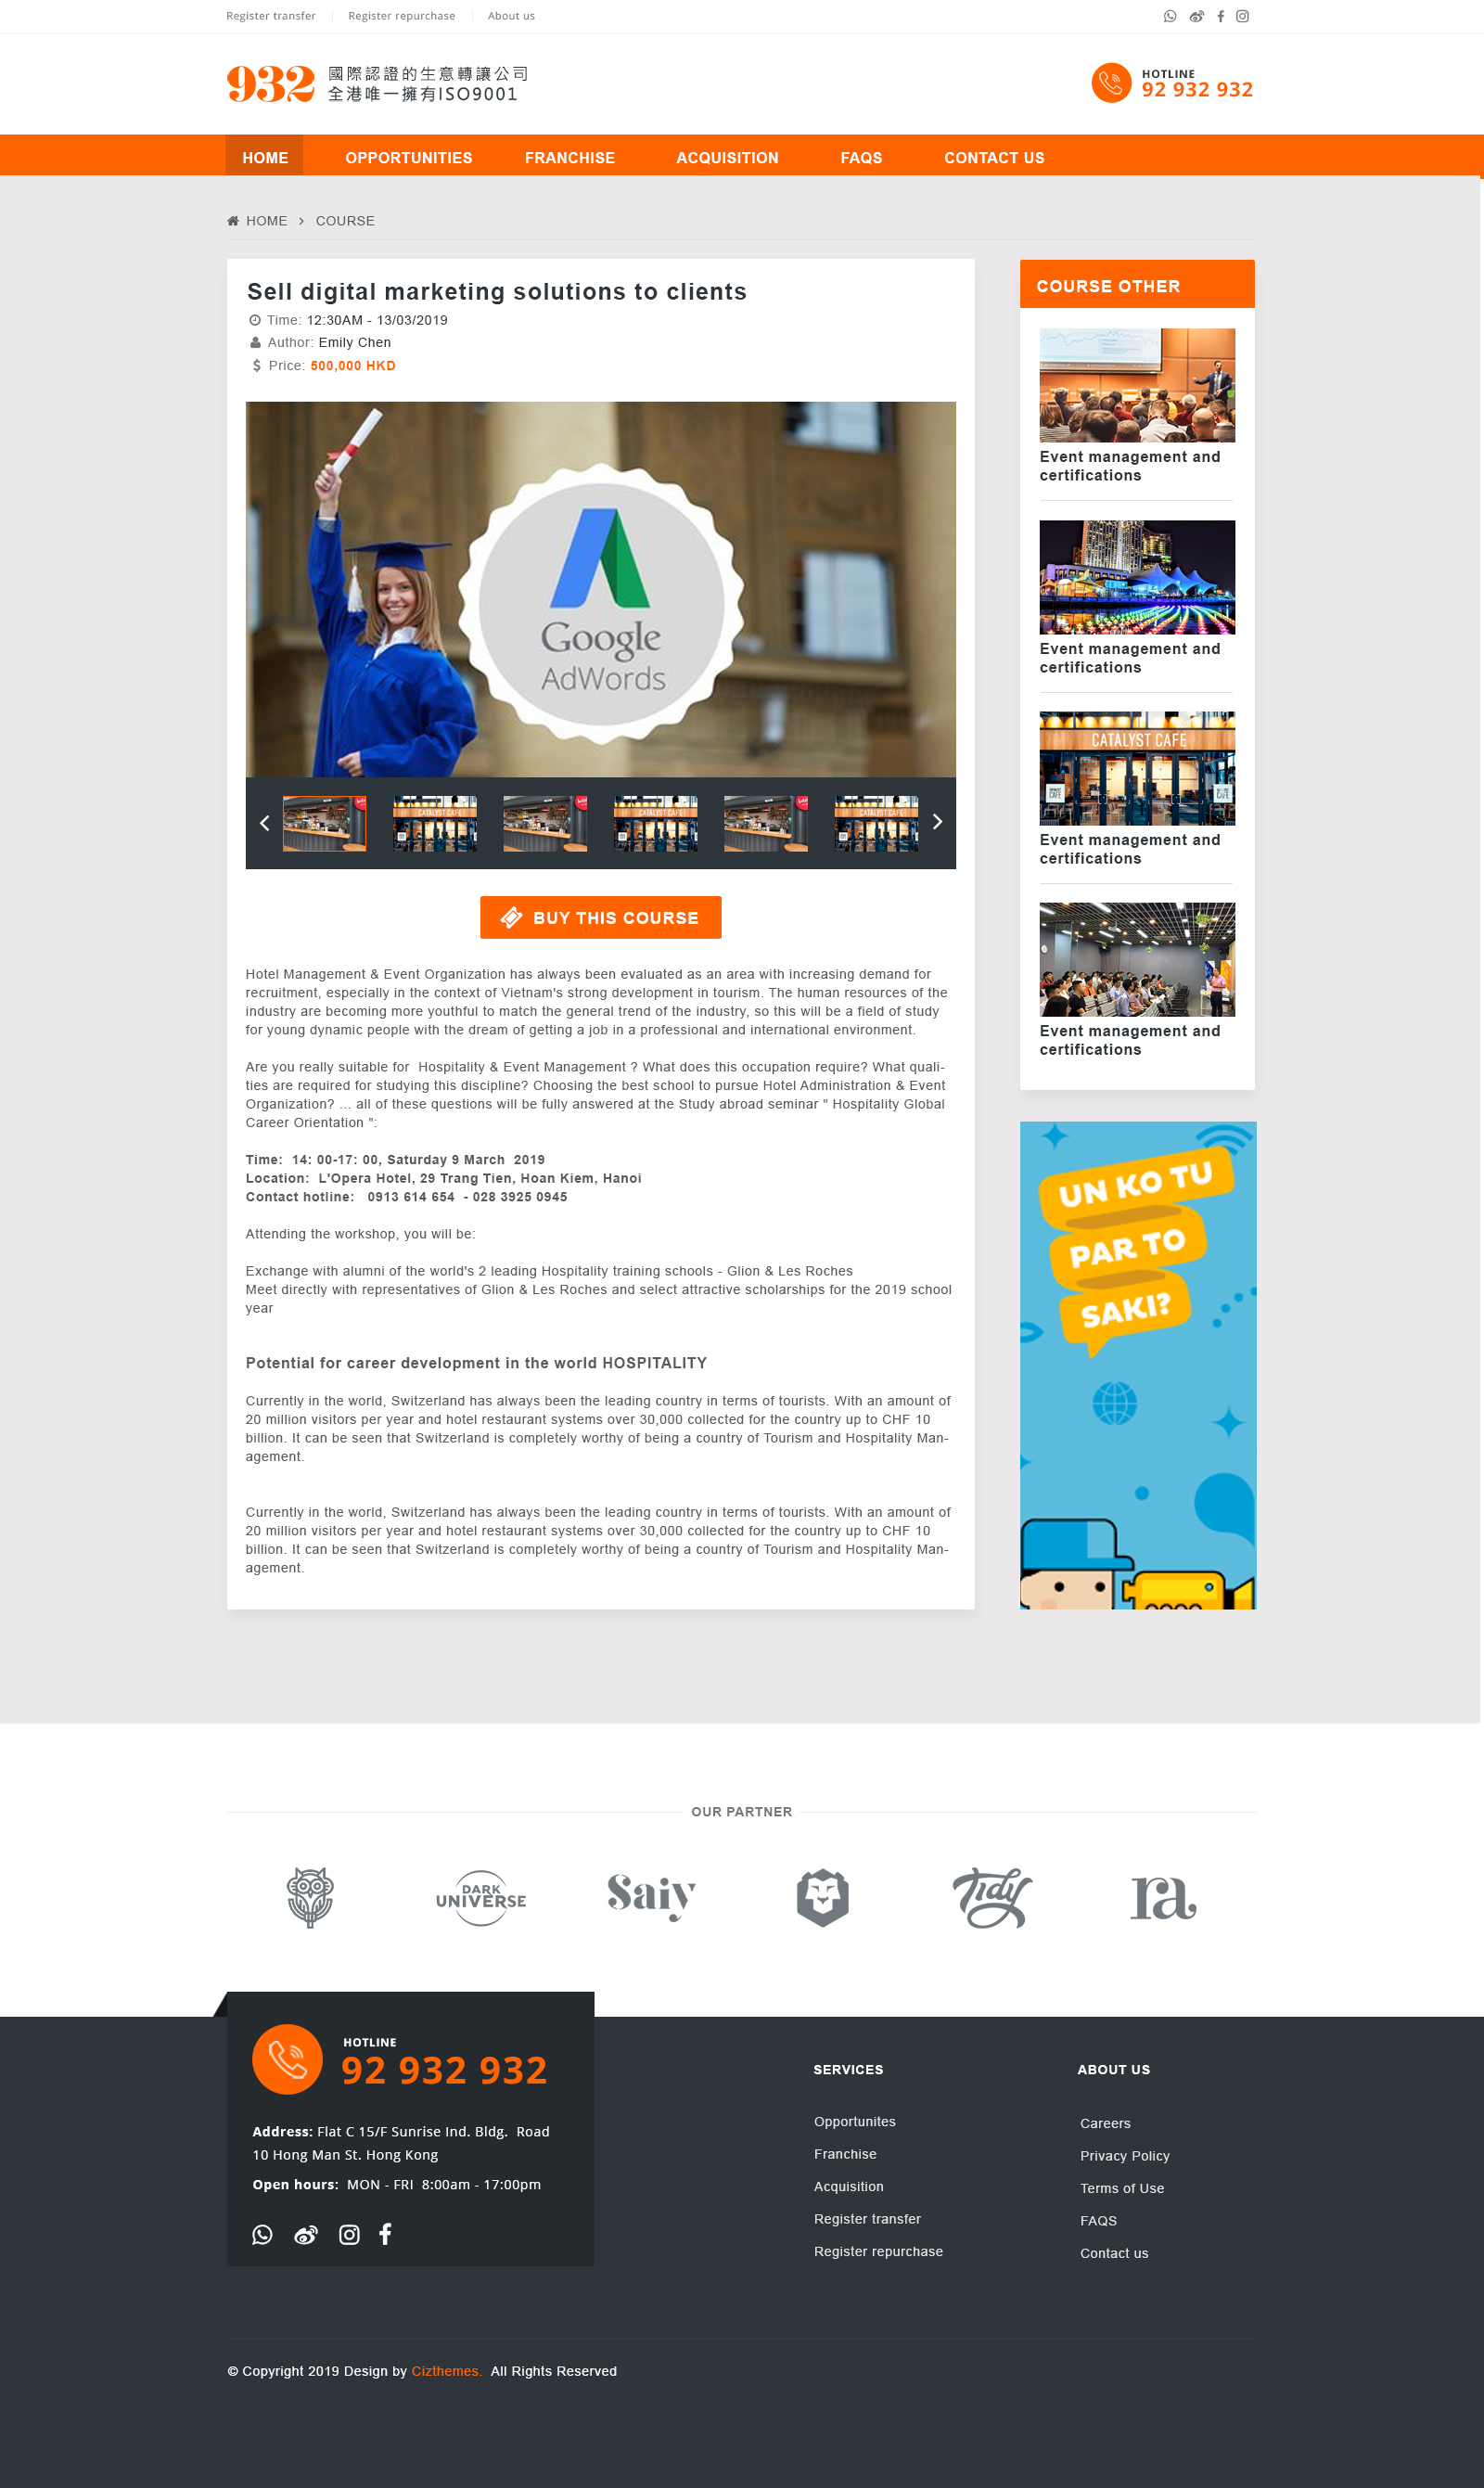 Register transfer
Register repurchase
About us
932 國際認證的生意轉讓公司
全港唯一擁有ISO9001
HOTLINE
92 932 932
HOME
OPPORTUNITIES
FRANCHISE
ACQUISITION
FAQS
CONTACT US
HOME > COURSE
Sell digital marketing solutions to clients
Time: 12:30AM - 13/03/2019
Author: Emily Chen
$ Price: 500,000 HKD
Google
AdWords
CATALYST CAFE
CATALYST CAFE
CATALYST CAFE
BUY THIS COURSE
Hotel Management & Event Organization has always been evaluated as an area with increasing demand for
recruitment, especially in the context of Vietnam's strong development in tourism. The human resources of the
industry are becoming more youthful to match the general trend of the industry, so this will be a field of study
for young dynamic people with the dream of getting a job in a professional and international environment.
Are you really suitable for  Hospitality & Event Management ? What does this occupation require? What quali-
ties are required for studying this discipline? Choosing the best school to pursue Hotel Administration & Event
Organization? ... all of these questions will be fully answered at the Study abroad seminar " Hospitality Global
Career Orientation ":
Time:  14: 00-17: 00, Saturday 9 March  2019
Location:  L'Opera Hotel, 29 Trang Tien, Hoan Kiem, Hanoi
Contact hotline:   0913 614 654  - 028 3925 0945
Attending the workshop, you will be:
Exchange with alumni of the world's 2 leading Hospitality training schools - Glion & Les Roches
Meet directly with representatives of Glion & Les Roches and select attractive scholarships for the 2019 school
year
Potential for career development in the world HOSPITALITY
Currently in the world, Switzerland has always been the leading country in terms of tourists. With an amount of
20 million visitors per year and hotel restaurant systems over 30,000 collected for the country up to CHF 10
billion. It can be seen that Switzerland is completely worthy of being a country of Tourism and Hospitality Man-
agement.
Currently in the world, Switzerland has always been the leading country in terms of tourists. With an amount of
20 million visitors per year and hotel restaurant systems over 30,000 collected for the country up to CHF 10
billion. It can be seen that Switzerland is completely worthy of being a country of Tourism and Hospitality Man-
agement.
COURSE OTHER
Event management and
certifications
Event management and
certifications
CATALYST CAFE
Event management and
certifications
Event management and
certifications
UN KO TU
PAR TO
SAKI?
OUR PARTNER
DARK
UNIVERSE
Saiy
Tidy
ra
HOTLINE
92 932 932
Address: Flat C 15/F Sunrise Ind. Bldg.  Road
10 Hong Man St. Hong Kong
Open hours:  MON - FRI  8:00am - 17:00pm
SERVICES
Opportunites
Franchise
Acquisition
Register transfer
Register repurchase
ABOUT US
Careers
Privacy Policy
Terms of Use
FAQS
Contact us
© Copyright 2019 Design by Cizthemes.  All Rights Reserved